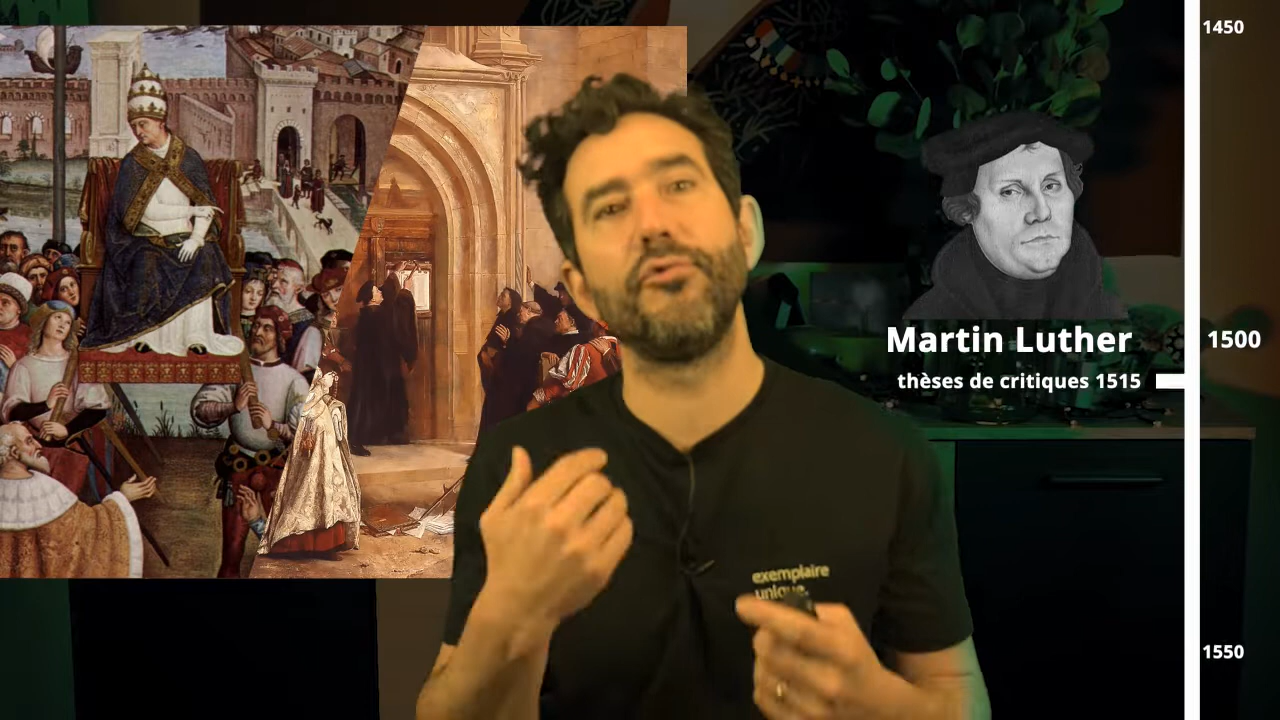 1450
Martin Luther
1500
thèses de critiques 1515
exemplaire
unique.
1550